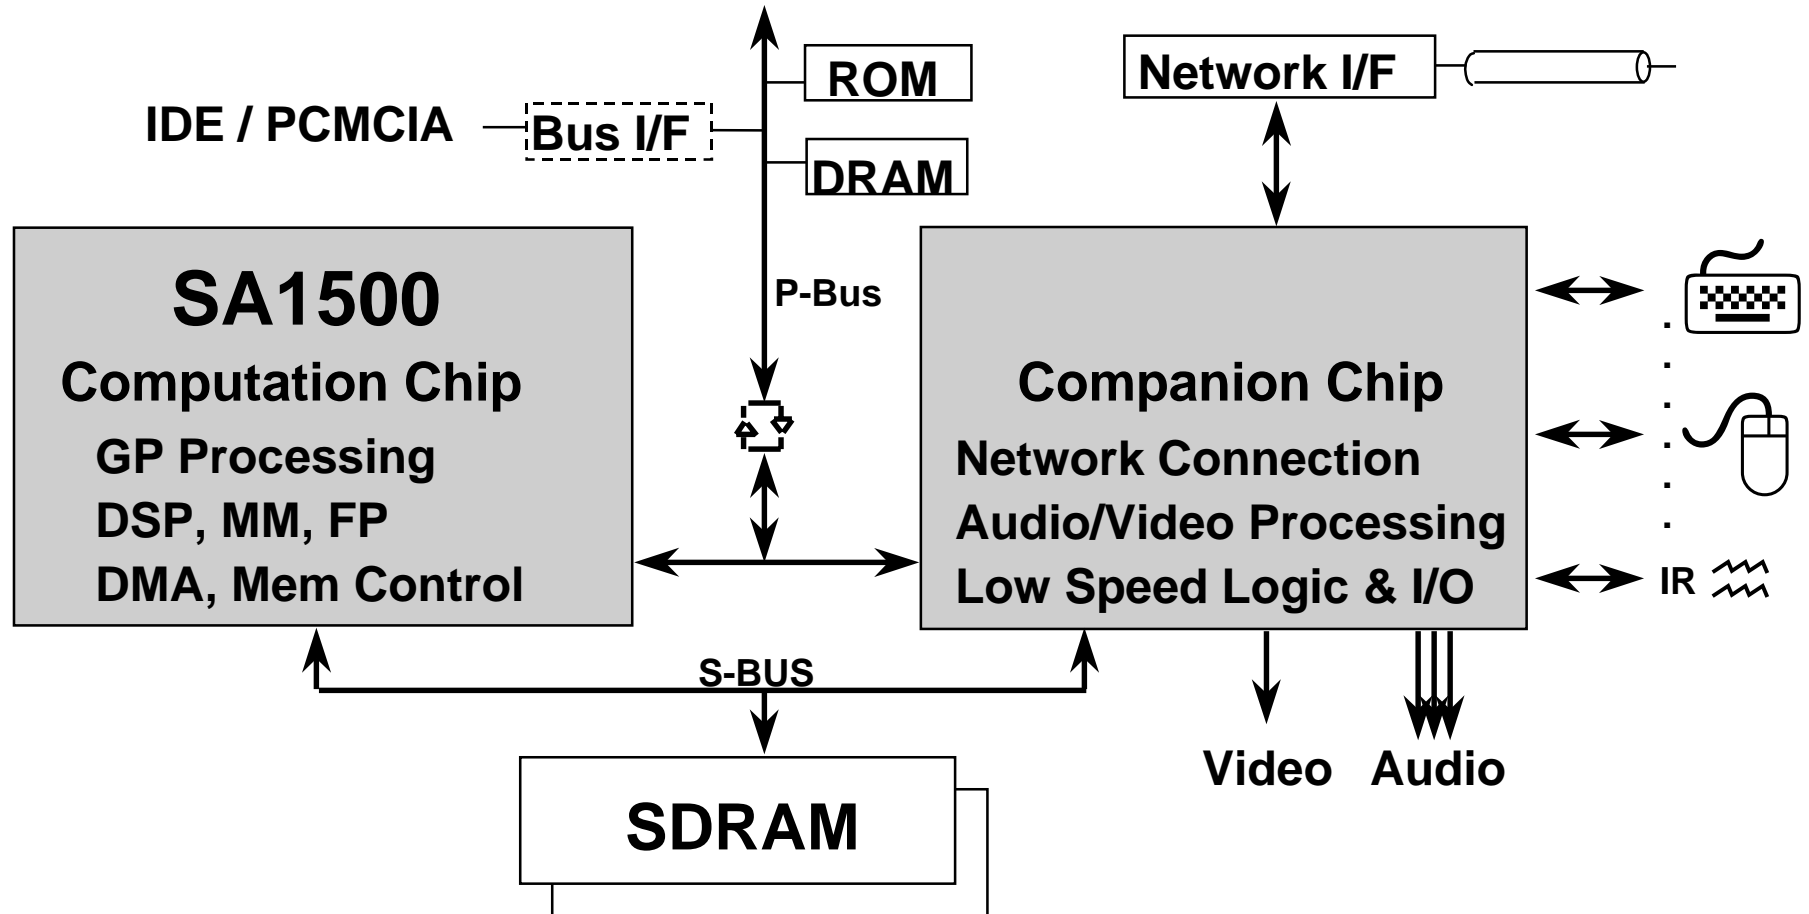 ROM
Network I/F
IDE / PCMCIA
Bus I/F
DRAM
SA1500
Computation Chip
GP Processing
DSP, MM, FP
DMA, Mem Control
P-Bus
Companion Chip
Network Connection
Audio/Video Processing
Low Speed Logic & I/O
IR
S-BUS
Video
Audio
SDRAM